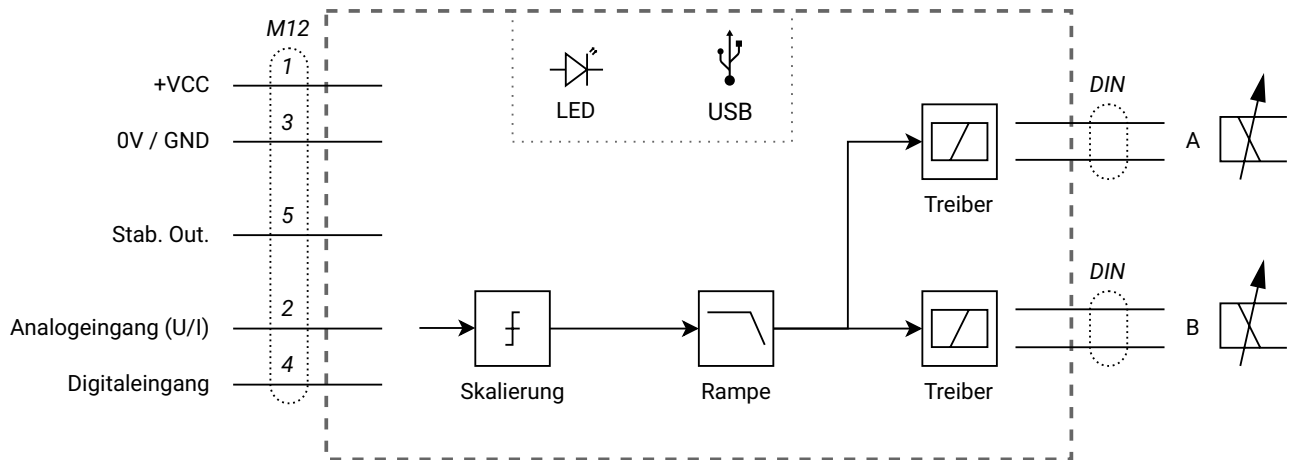 M12
1
+VCC
3
0V / GND
5
Stab. Out.
2
Analogeingang (U/I)
4
Digitaleingang
LED
USB
Skalierung
Rampe
Treiber
Treiber
DIN
A
DIN
B